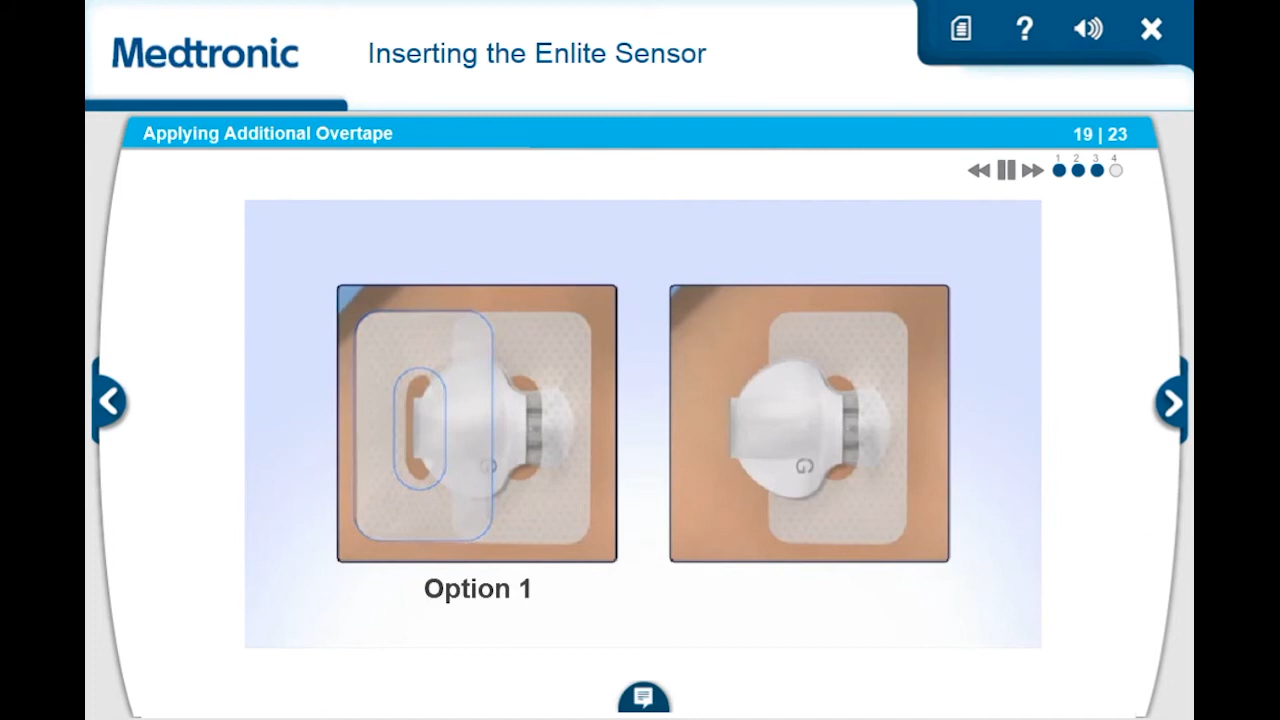 Medtronic
Inserting the Enlite Sensor
?
Applying Additional Overtape
19 | 23
1 2 3 4
G
G
Option 1